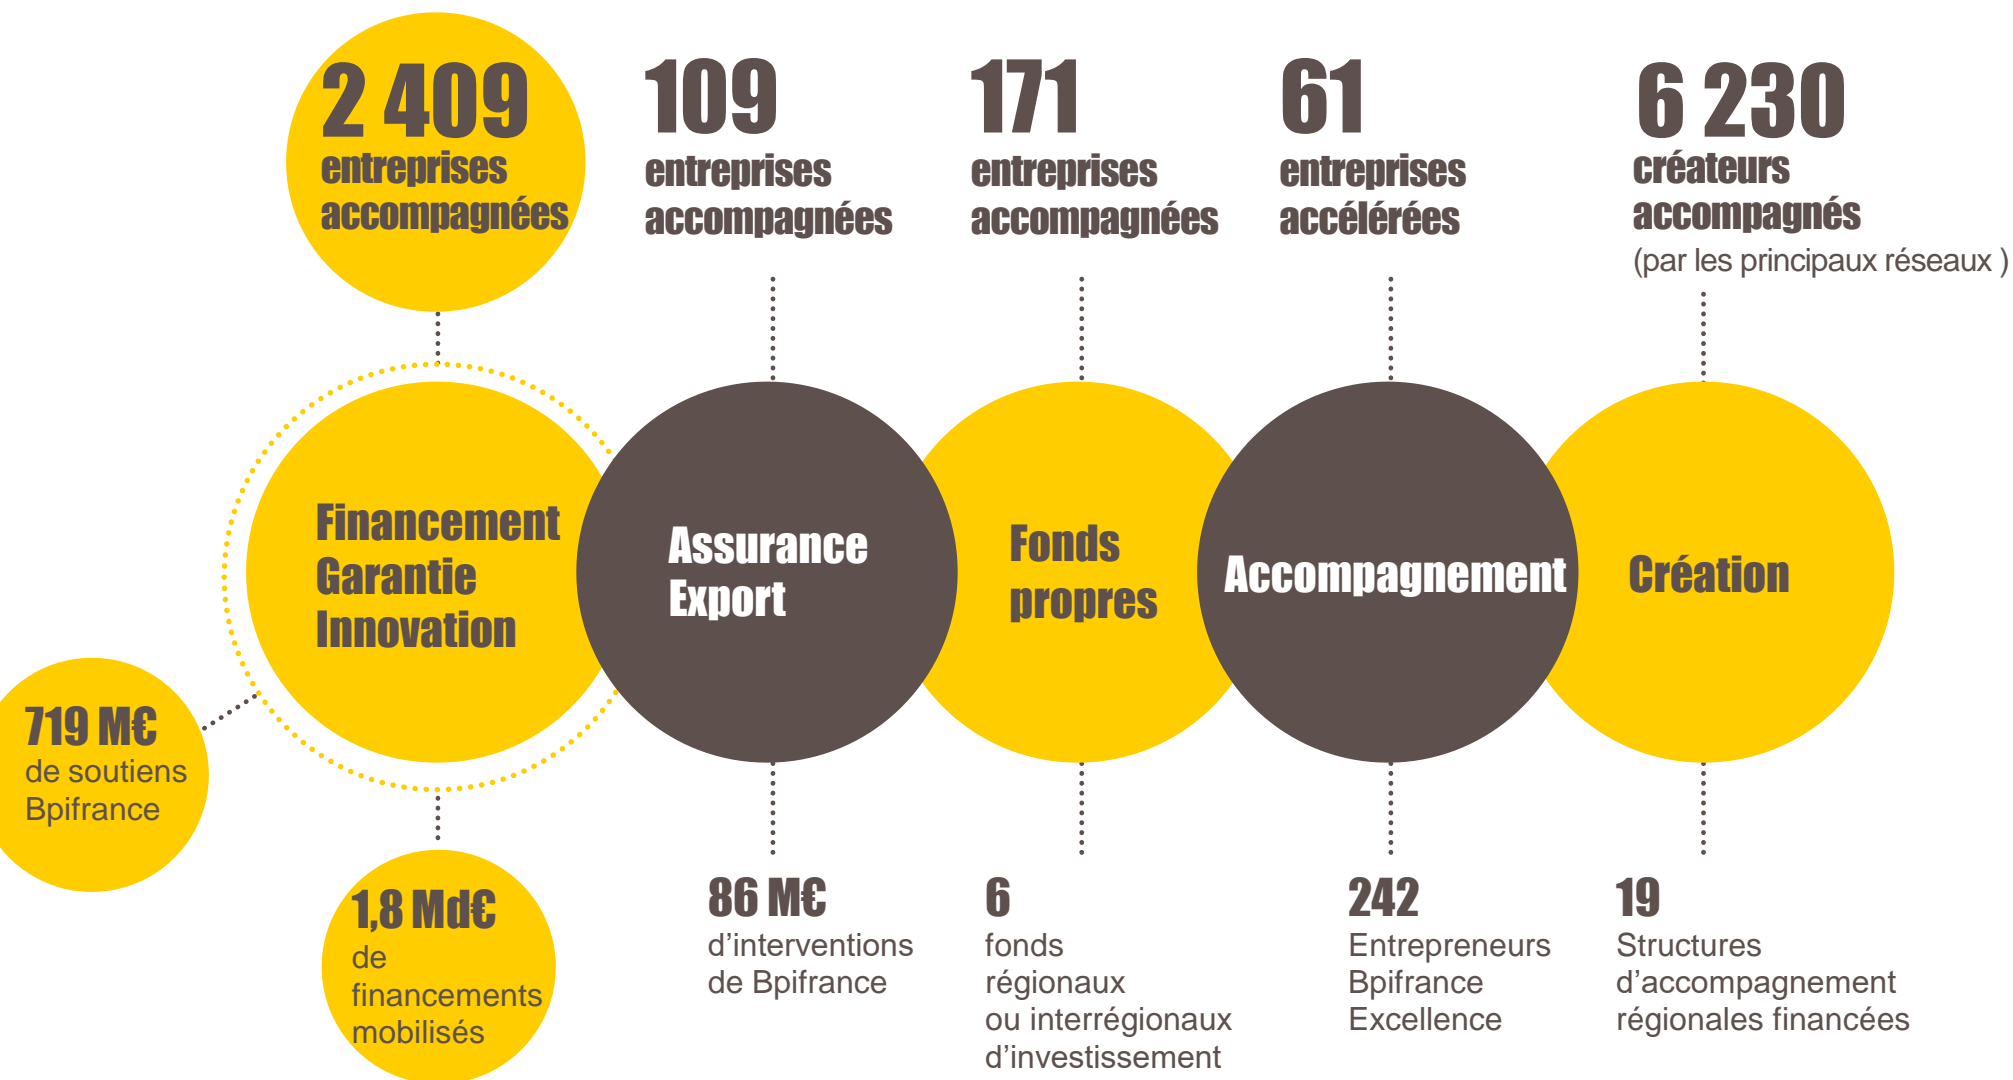 2 409
entreprises
accompagnées
109
entreprises
accompagnées
171
entreprises
accompagnées
61
entreprises
accélérées
6 230
créateurs
accompagnés
(par les principaux réseaux )
Financement
Garantie
Innovation
Assurance
Export
Fonds
propres
Accompagnement
Création
719 M€
de soutiens
Bpifrance
1,8 Md€
de
financements
mobilisés
86 M€
d’interventions
de Bpifrance
6
fonds
régionaux
ou interrégionaux
d’investissement
242
Entrepreneurs
Bpifrance
Excellence
19
Structures
d’accompagnement
régionales financées